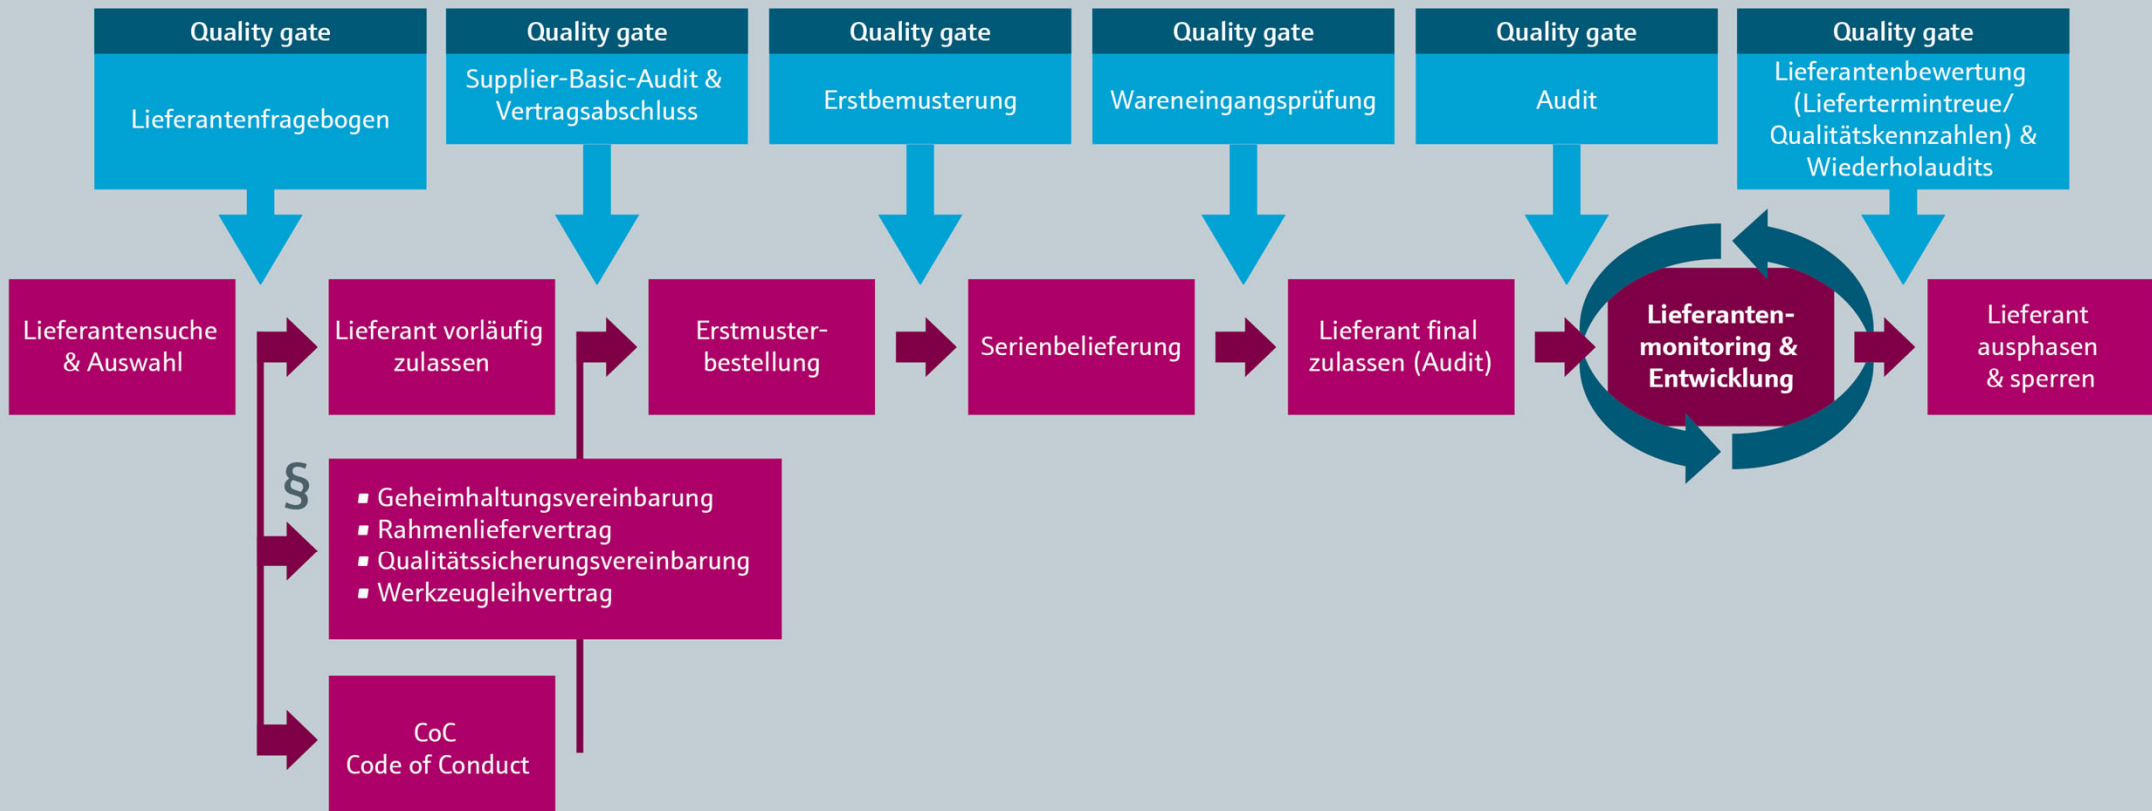 Quality gate
Lieferantenfragebogen
Quality gate
Supplier-Basic-Audit &
Vertragsabschluss
Quality gate
Erstbemusterung
Quality gate
Wareneingangsprüfung
Quality gate
Audit
Quality gate
Lieferantenbewertung
(Liefertermintreue/
Qualitätskennzahlen) &
Wiederholaudits
Lieferantensuche
& Auswahl
Lieferant vorläufig
zulassen
Erstmuster-
bestellung
Serienbelieferung
Lieferant final
zulassen (Audit)
Lieferanten-
monitoring &
Entwicklung
Lieferant
ausphasen
& sperren
§
▪ Geheimhaltungsvereinbarung
▪ Rahmenliefervertrag
▪ Qualitätssicherungsvereinbarung
▪ Werkzeugleihvertrag
CoC
Code of Conduct